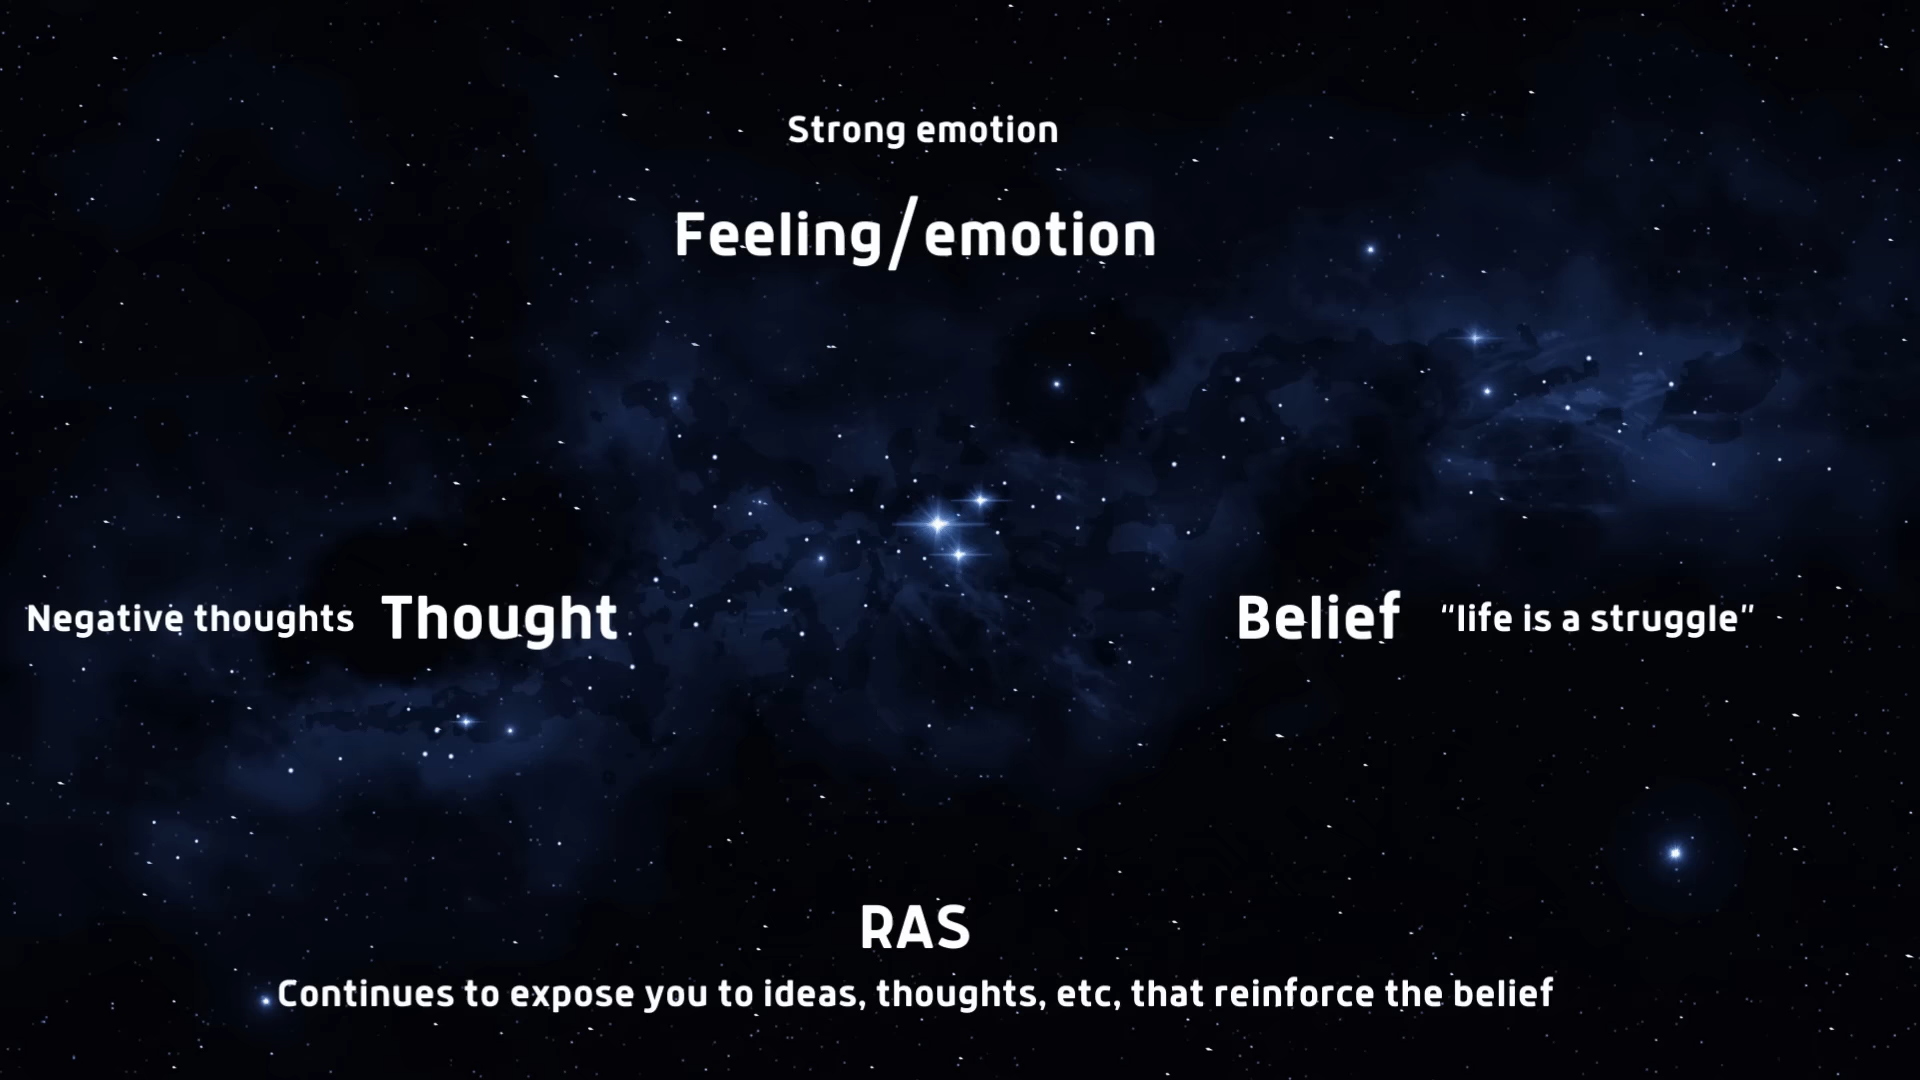 Strong emotion
Feeling/emotion
Negative thoughts Thought
Belief "life is a struggle"
RAS
Continues to expose you to ideas, thoughts, etc, that reinforce the belief